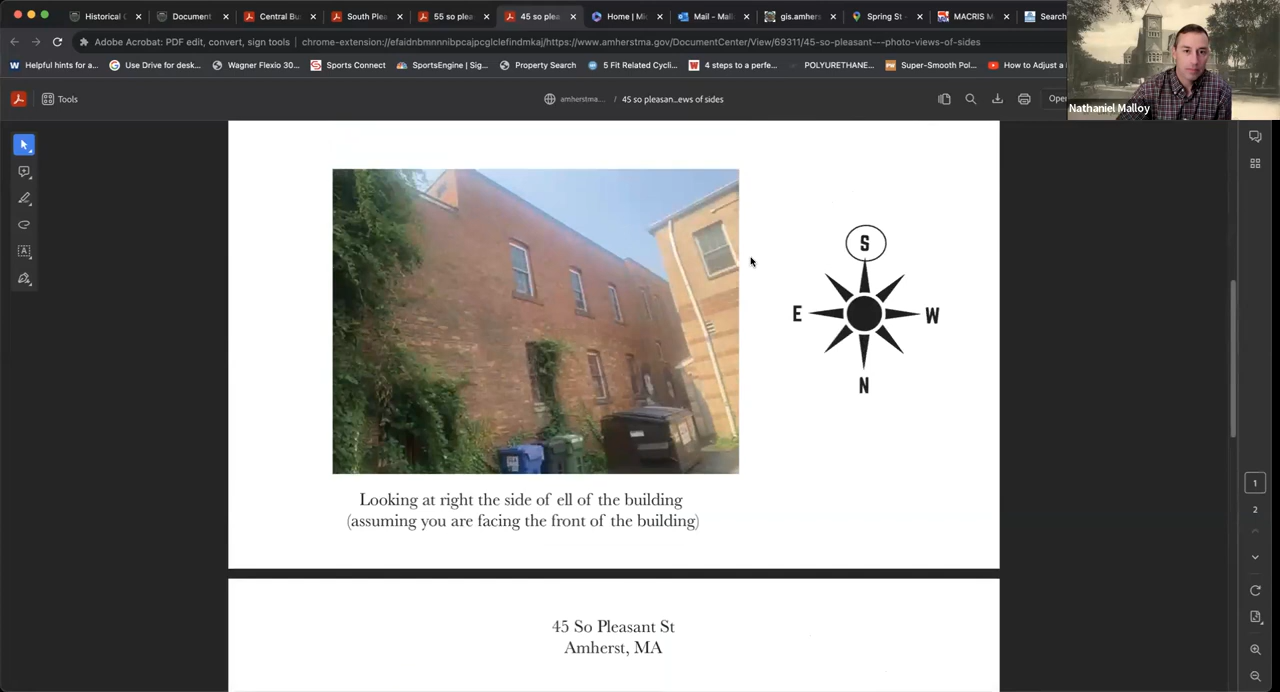 Historical C
Document
Central Bu
South Plea
55 so plea
45 so plea
Home | Mi
Mail – Mall
gis.amhers
Spring St -
MACRIS M
Search
Adobe Acrobat: PDF edit, convert, sign tools
chrome-extension://efaidnbmnnnibpcajpcglclefindmkaj/https://www.amherstma.gov/DocumentCenter/View/69311/45-so-pleasant---photo-views-of-sides
Helpful hints for a...
Use Drive for desk...
Wagner Flexio 30...
Sports Connect
SportsEngine | Sig...
Property Search
5 Fit Related Cycli...
4 steps to a perfe...
POLYURETHANE...
Super-Smooth Pol...
How to Adjust a
Nathaniel Malloy
Tools
amherstma.... / 45 so pleasan...ews of sides
Ope
S
E
W
N
Looking at right the side of ell of the building
(assuming you are facing the front of the building)
1
2
45 So Pleasant St
Amherst, MA